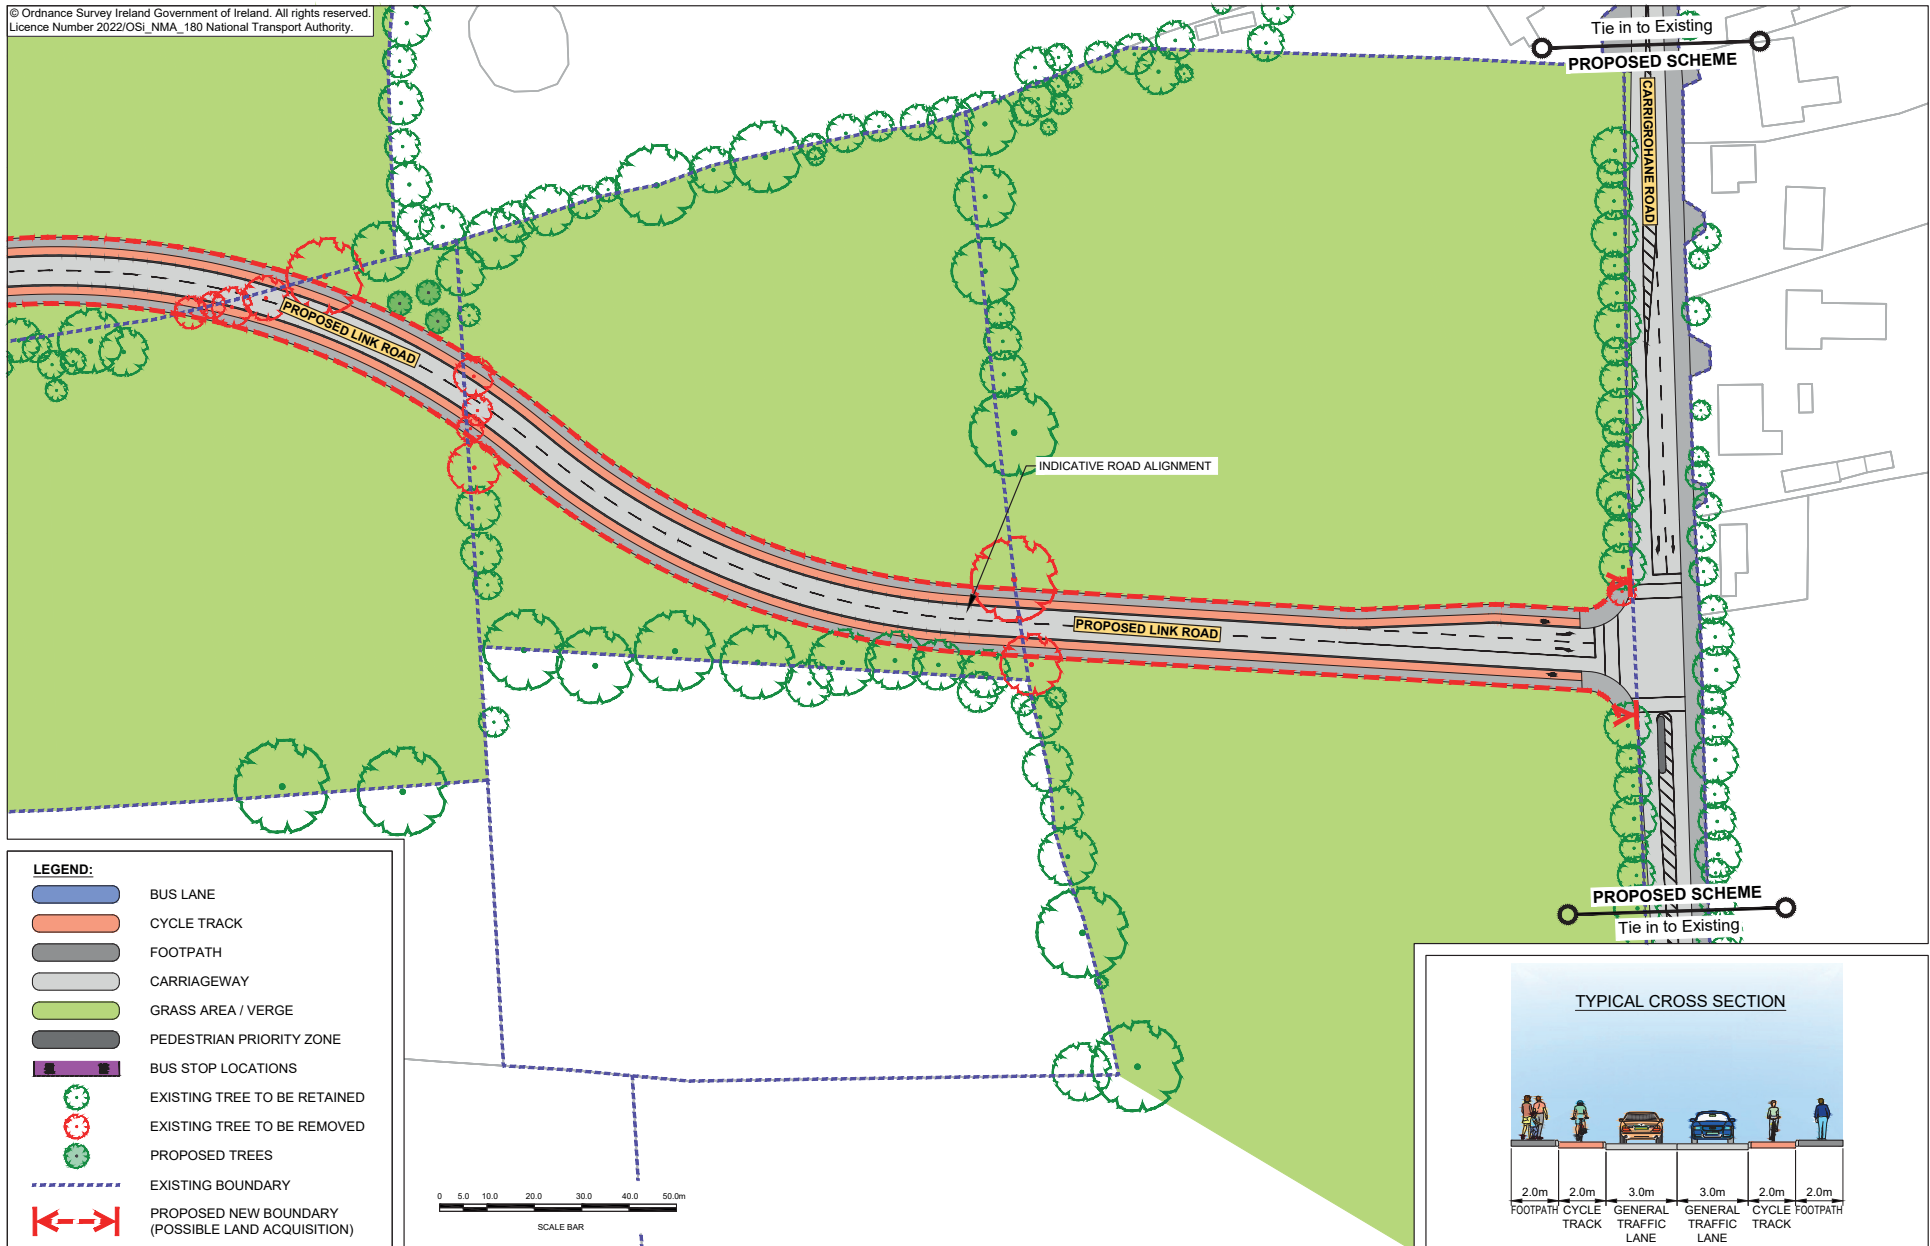 © Ordnance Survey Ireland Government of Ireland. All rights reserved.
Licence Number 2022/OSi_NMA_180 National Transport Authority.
Tie in to Existing
PROPOSED SCHEME
CARRIGROHANE ROAD
PROPOSED LINK ROAD
INDICATIVE ROAD ALIGNMENT
PROPOSED LINK ROAD
PROPOSED SCHEME
Tie in to Existing
LEGEND:
BUS LANE
CYCLE TRACK
FOOTPATH
CARRIAGEWAY
GRASS AREA / VERGE
PEDESTRIAN PRIORITY ZONE
BUS STOP LOCATIONS
EXISTING TREE TO BE RETAINED
EXISTING TREE TO BE REMOVED
PROPOSED TREES
EXISTING BOUNDARY
PROPOSED NEW BOUNDARY
(POSSIBLE LAND ACQUISITION)
0 5.0 10.0 20.0 30.0 40.0 50.0m
SCALE BAR
TYPICAL CROSS SECTION
2.0m 2.0m 3.0m 3.0m 2.0m 2.0m
FOOTPATH CYCLE GENERAL GENERAL CYCLE FOOTPATH
TRACK TRAFFIC TRAFFIC TRACK
LANE LANE